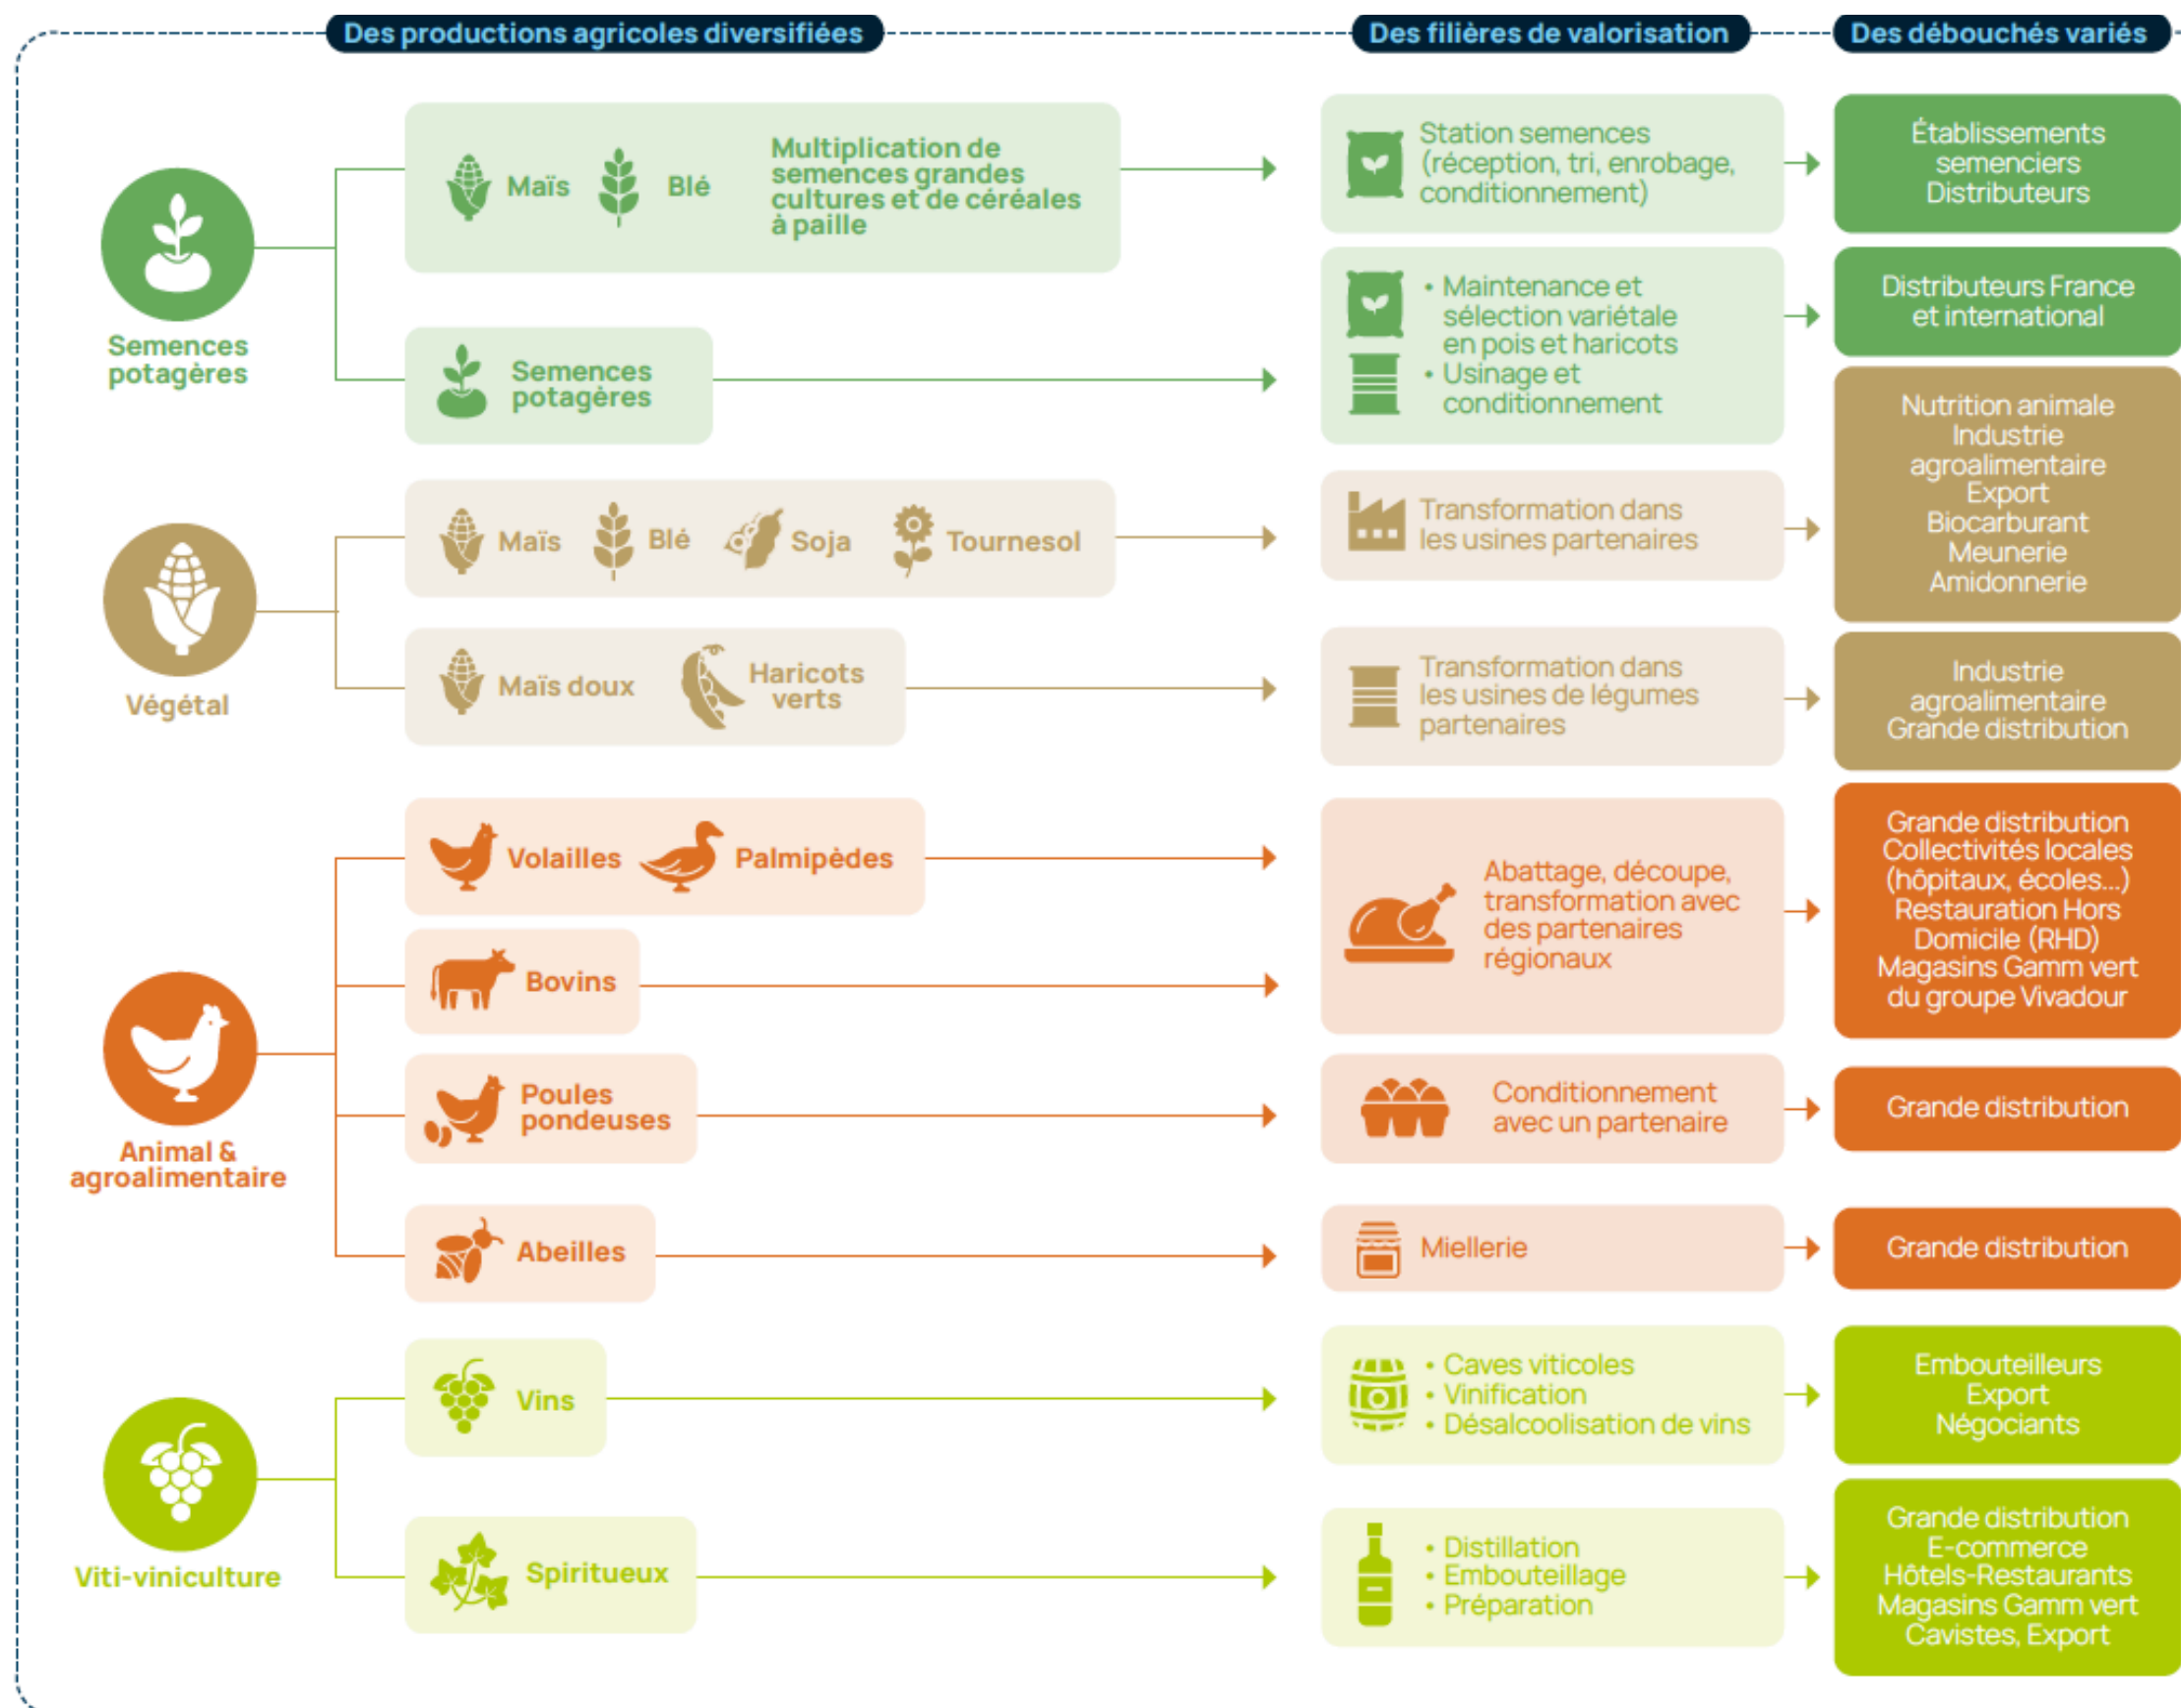 Des productions agricoles diversifiées
Des filières de valorisation
Des débouchés variés
Semences
potagères
Maïs
Blé
Multiplication de
semences grandes
cultures et de céréales
à paille
Station semences
(réception, tri, enrobage,
conditionnement)
Établissements
semenciers
Distributeurs
Semences
potagères
• Maintenance et
sélection variétale
en pois et haricots
• Usinage et
conditionnement
Distributeurs France
et international
Végétal
Maïs
Blé
Soja
Tournesol
Transformation dans
les usines partenaires
Nutrition animale
Industrie
agroalimentaire
Export
Biocarburant
Meunerie
Amidonnerie
Maïs doux
Haricots
verts
Transformation dans
les usines de légumes
partenaires
Industrie
agroalimentaire
Grande distribution
Animal &
agroalimentaire
Volailles
Palmipèdes
Bovins
Abattage, découpe,
transformation avec
des partenaires
régionaux
Grande distribution
Collectivités locales
(hôpitaux, écoles...)
Restauration Hors
Domicile (RHD)
Magasins Gamm vert
du groupe Vivadour
Poules
pondeuses
Conditionnement
avec un partenaire
Grande distribution
Abeilles
Miellerie
Grande distribution
Viti-viniculture
Vins
• Caves viticoles
• Vinification
• Désalcoolisation de vins
Embouteilleurs
Export
Négociants
Spiritueux
• Distillation
• Embouteillage
• Préparation
Grande distribution
E-commerce
Hôtels-Restaurants
Magasins Gamm vert
Cavistes, Export